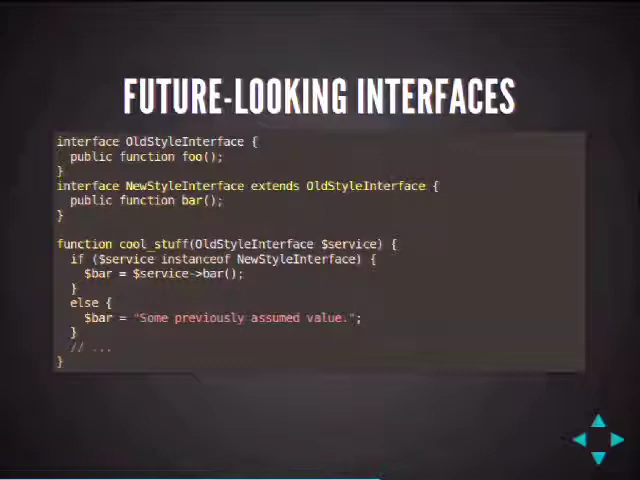 FUTURE-LOOKING INTERFACES
interface OldStyleInterface {
  public function foo();
}
interface NewStyleInterface extends OldStyleInterface {
  public function bar();
}
function cool_stuff(OldStyleInterface $service) {
  if ($service instanceof NewStyleInterface) {
    $bar = $service->bar();
  }
  else {
    $bar = "Some previously assumed value.";
  }
  // ...
}